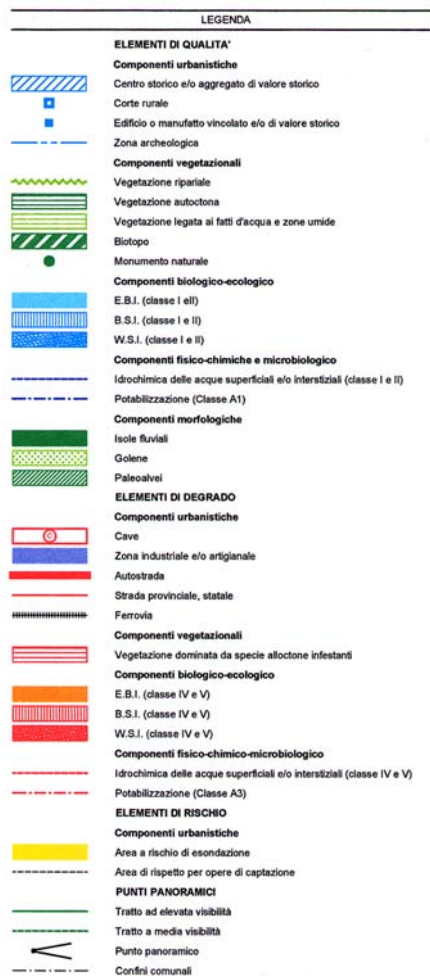 LEGENDA
ELEMENTI DI QUALITA'
Componenti urbanistiche
Centro storico e/o aggregato di valore storico
Corte rurale
Edificio o manufatto vincolato e/o di valore storico
Zona archeologica
Componenti vegetazionali
Vegetazione ripariale
Vegetazione autoctona
Vegetazione legata ai fatti d'acqua e zone umide
Biotopo
Monumento naturale
Componenti biologico-ecologico
E.B.I. (classe I eII)
B.S.I. (classe I e II)
W.S.I. (classe I e II)
Componenti fisico-chimiche e microbiologico
Idrochimica delle acque superficiali e/o interstiziali (classe I e II)
Potabilizzazione (Classe A1)
Componenti morfologiche
Isole fluviali
Golene
Paleoalvei
ELEMENTI DI DEGRADO
Componenti urbanistiche
Cave
Zona industriale e/o artigianale
Autostrada
Strada provinciale, statale
Ferrovia
Componenti vegetazionali
Vegetazione dominata da specie alloctone infestanti
Componenti biologico-ecologico
E.B.I. (classe IV e V)
B.S.I. (classe IV e V)
W.S.I. (classe IV e V)
Componenti fisico-chimico-microbiologico
Idrochimica delle acque superficiali e/o interstiziali (classe IV e V)
Potabilizzazione (Classe A3)
ELEMENTI DI RISCHIO
Componenti urbanistiche
Area a rischio di esondazione
Area di rispetto per opere di captazione
PUNTI PANORAMICI
Tratto ad elevata visibilità
Tratto a media visibilità
Punto panoramico
Confini comunali